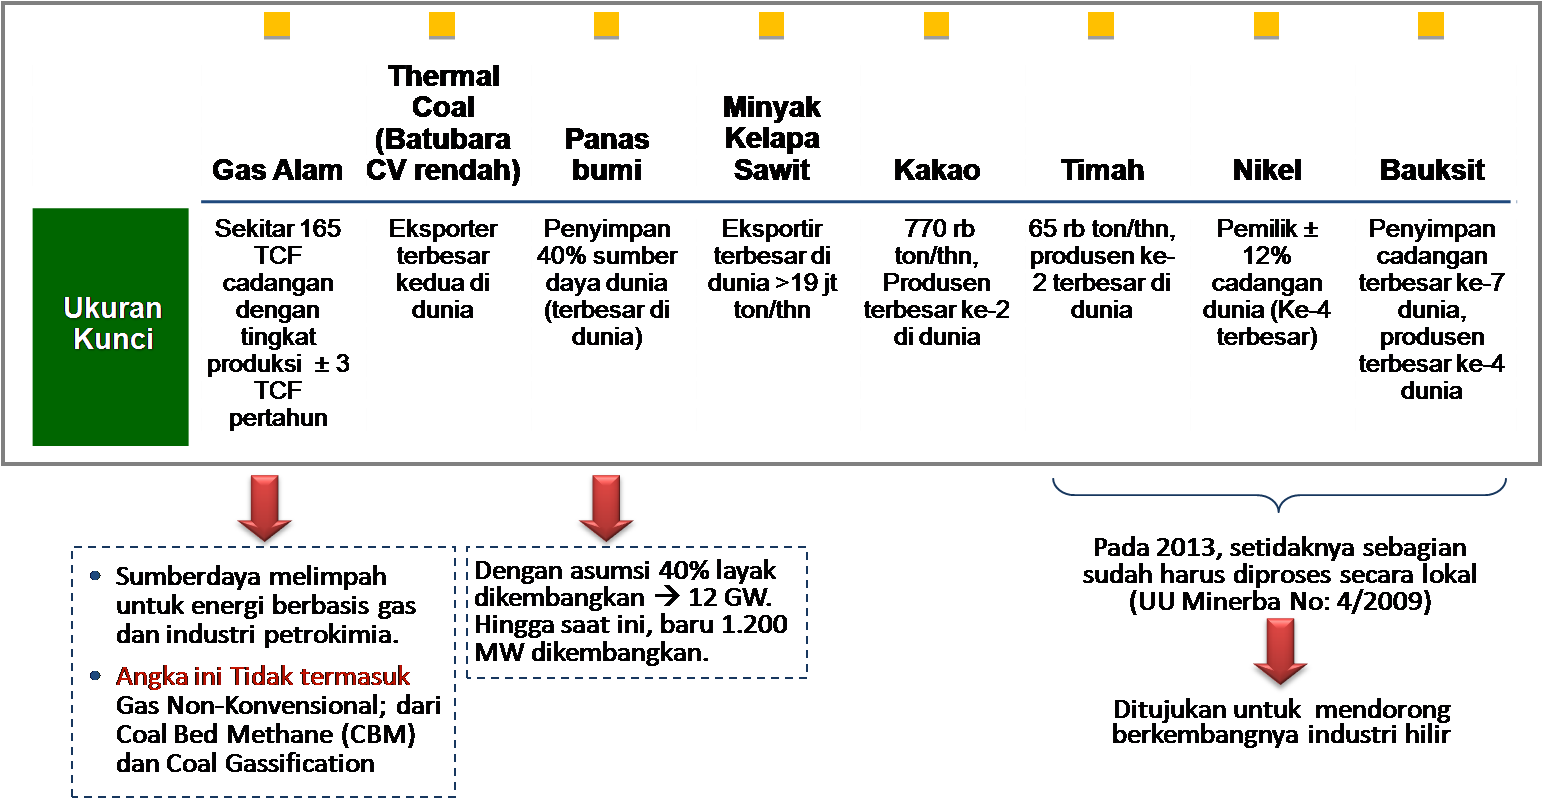 Gas Alam
Thermal
Coal
(Batubara
CV rendah)
Panas
bumi
Minyak
Kelapa
Sawit
Kakao
Timah
Nikel
Bauksit
Ukuran
Kunci
Sekitar 165
TCF
cadangan
dengan
tingkat
produksi ± 3
TCF
pertahun
Eksporter
terbesar
kedua di
dunia
Penyimpan
40% sumber
daya dunia
(terbesar di
dunia)
Eksportir
terbesar di
dunia >19 jt
ton/thn
770 rb
ton/thn,
Produsen
terbesar ke-2
di dunia
65 rb ton/thn,
produsen ke-
2 terbesar di
dunia
Pemilik ±
12%
cadangan
dunia (Ke-4
terbesar)
Penyimpan
cadangan
terbesar ke-7
dunia,
produsen
terbesar ke-4
dunia
• Sumberdaya melimpah
untuk energi berbasis gas
dan industri petrokimia.
• Angka ini Tidak termasuk
Gas Non-Konvensional; dari
Coal Bed Methane (CBM)
dan Coal Gassification
Dengan asumsi 40% layak
dikembangkan → 12 GW.
Hingga saat ini, baru 1.200
MW dikembangkan.
Pada 2013, setidaknya sebagian
sudah harus diproses secara lokal
(UU Minerba No: 4/2009)
Ditujukan untuk mendorong
berkembangnya industri hilir